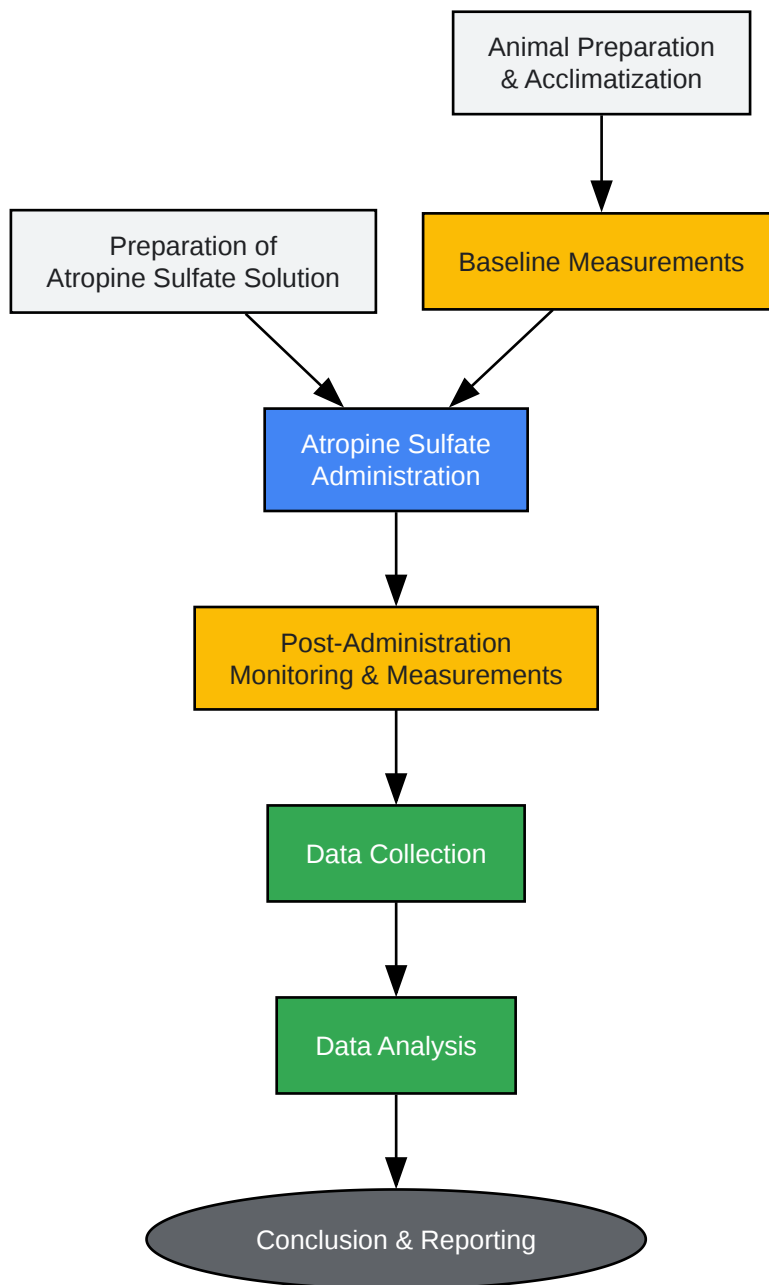 Animal Preparation
& Acclimatization
Preparation of
Atropine Sulfate Solution
Baseline Measurements
Atropine Sulfate
Administration
Post-Administration
Monitoring & Measurements
Data Collection
Data Analysis
Conclusion & Reporting